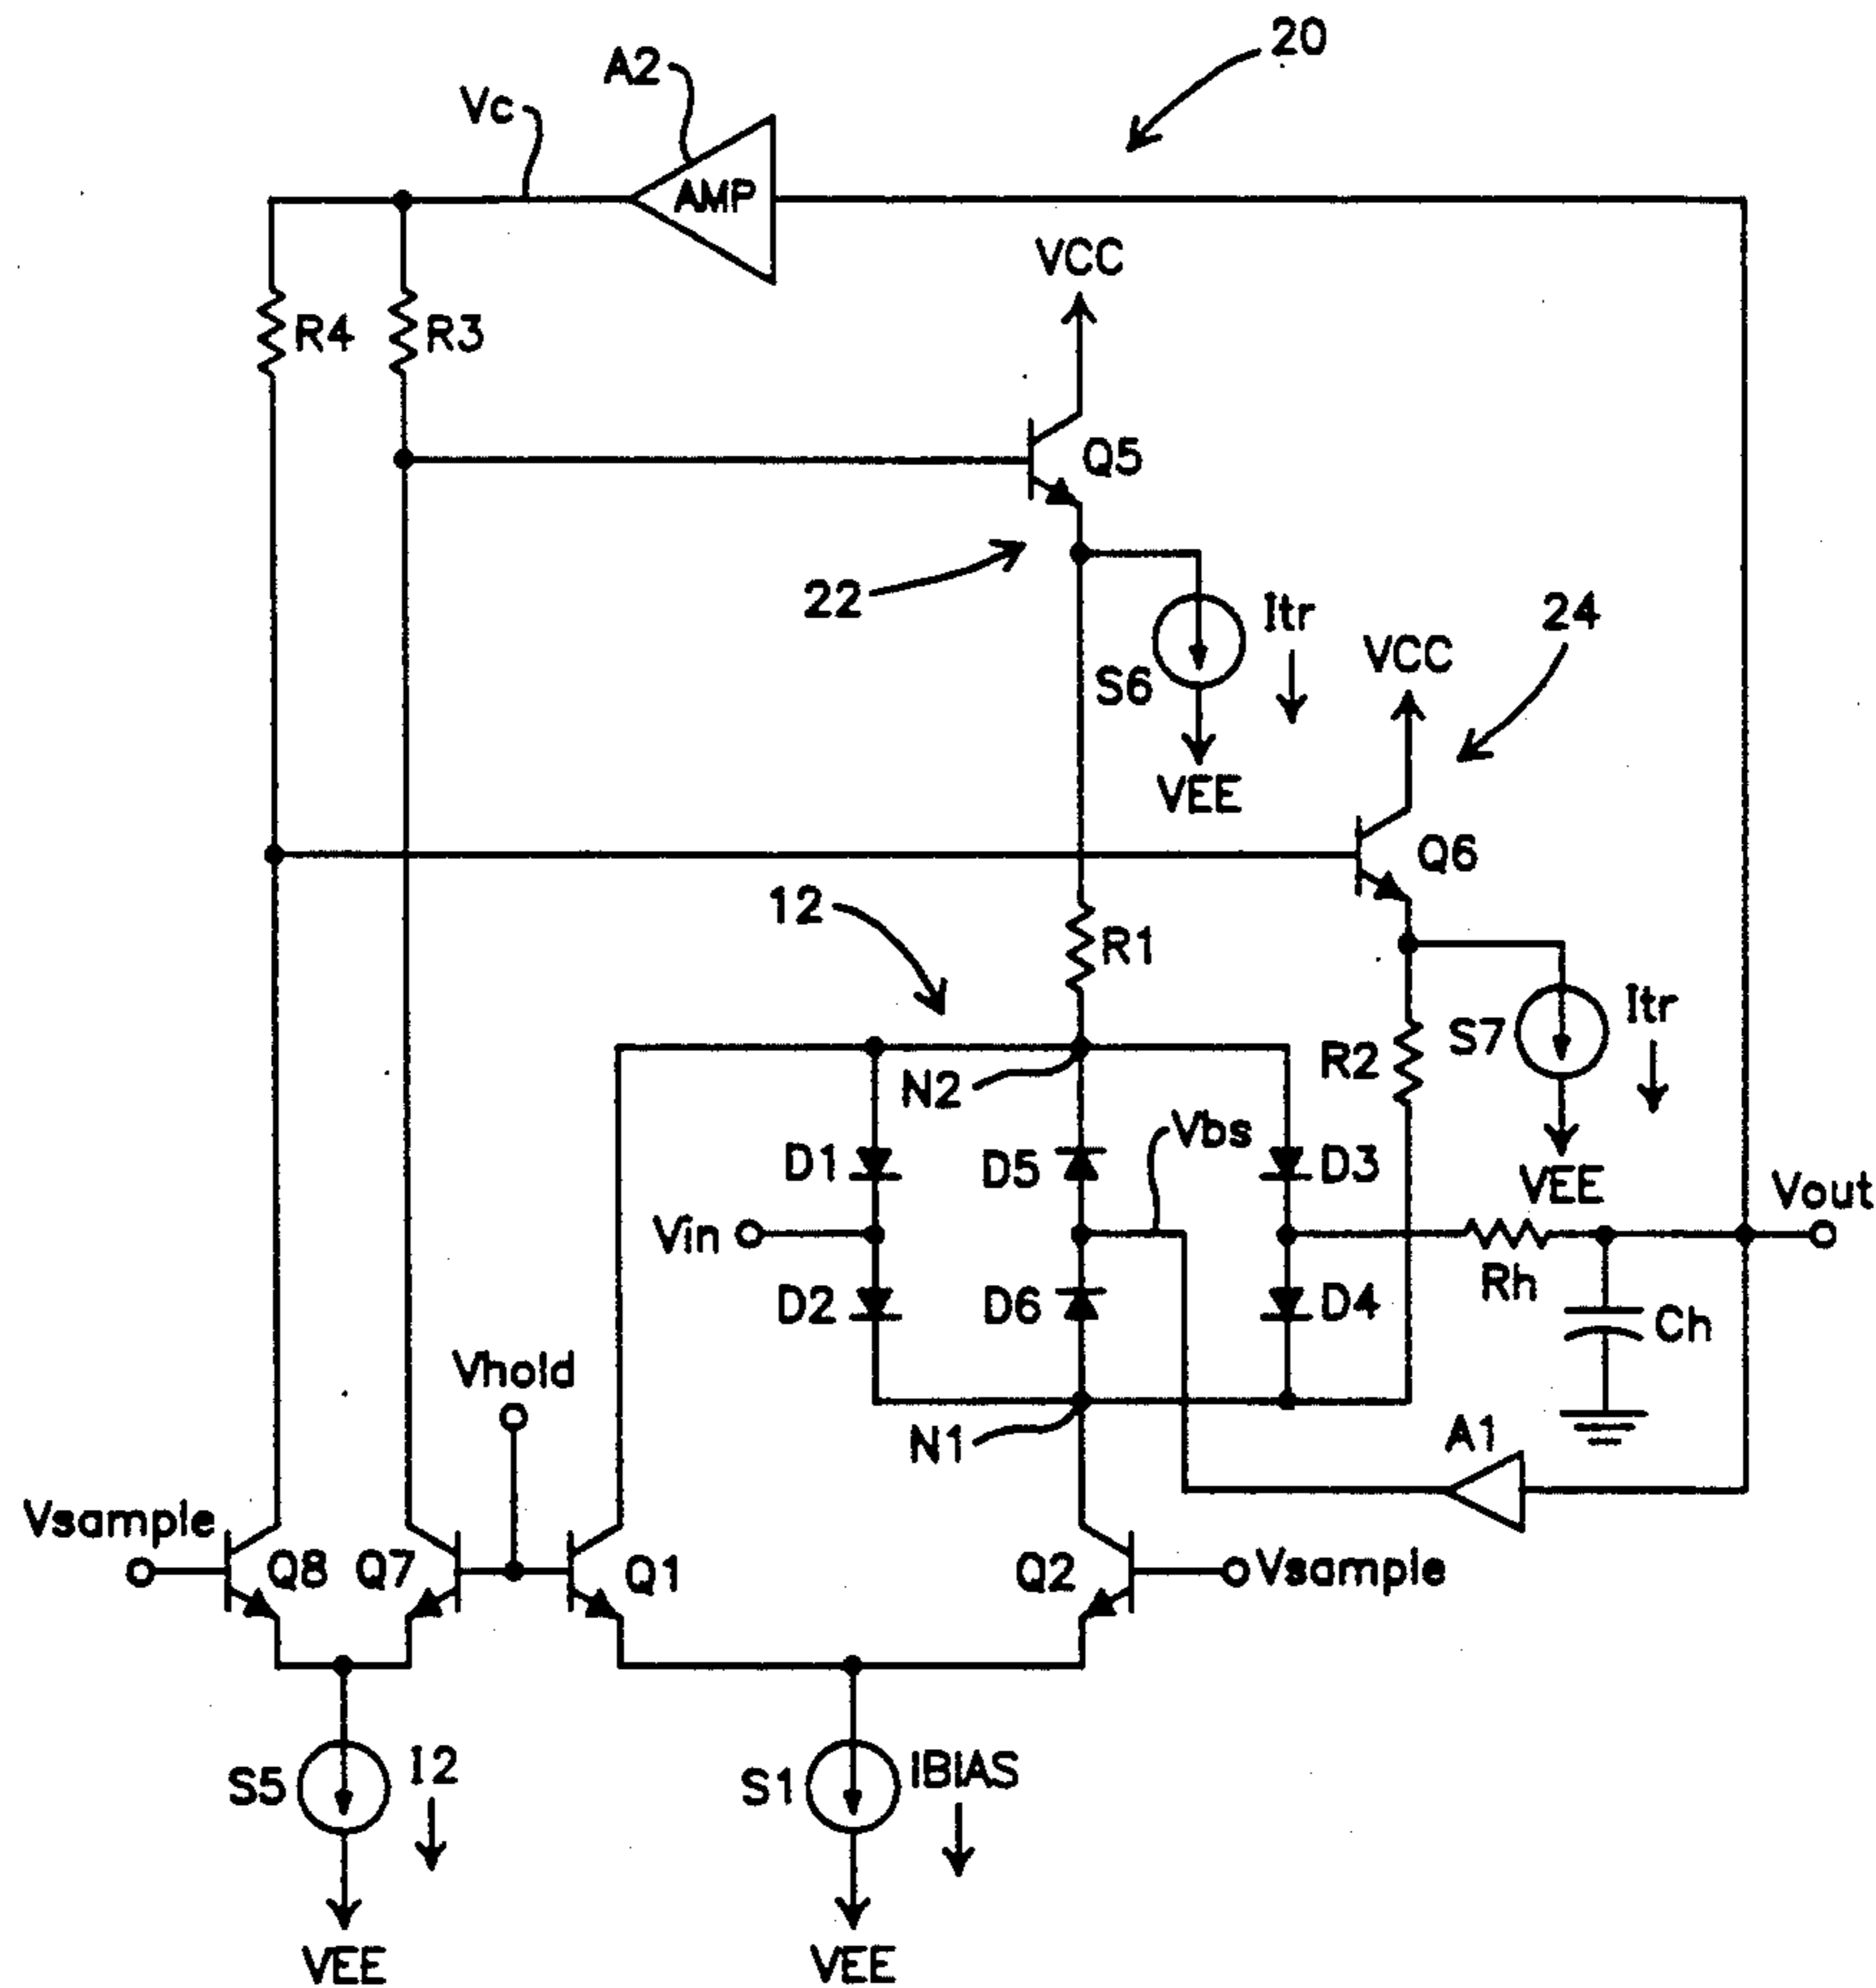 20
A2
Vc
AMP
VCC
R4
R3
Q5
22
Itr
24
S6
VCC
VEE
Q6
12
R1
Itr
S7
R2
N2
Vbs
D1
D5
D3
VEE
Vout
Vin
Rh
D2
D6
D4
Ch
Vhold
A1
N1
Vsample
Q8
Q7
Q1
Q2
Vsample
S5
I2
S1
IBIAS
VEE
VEE